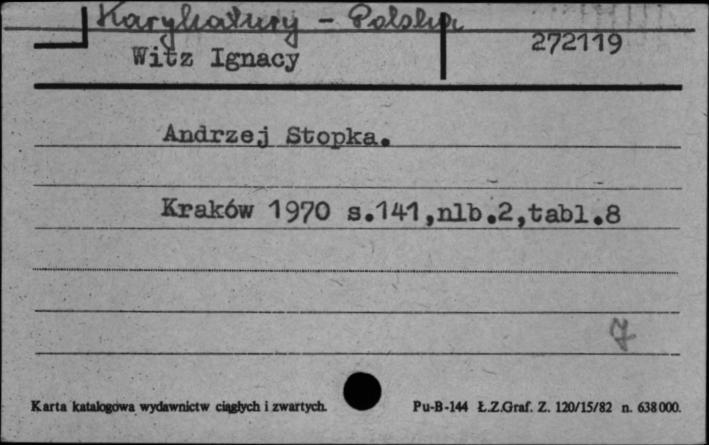 Karykatury - Polska
272119
Witz Ignacy
Andrzej Stopka.
Kraków 1970 s.141,nlb.2,tabl.8
7
Karta katalogowa wydawnictw ciągłych i zwartych. Pu-B-144 Ł.Z.Graf. Z. 120/15/82 n. 638000.